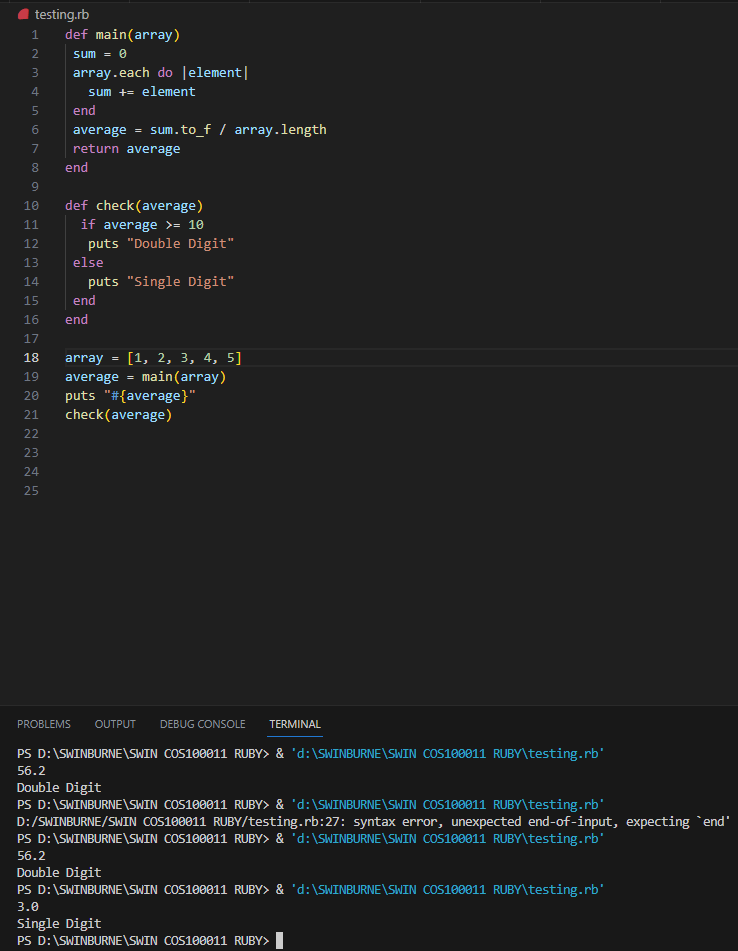 testing.rb
1 def main(array)
2 sum = 0
3 array.each do |element|
4 sum += element
5 end
6 average = sum.to_f / array.length
7 return average
8 end
9
10 def check(average)
11 if average >= 10
12 puts "Double Digit"
13 else
14 puts "Single Digit"
15 end
16 end
17
18 array = [1, 2, 3, 4, 5]
19 average = main(array)
20 puts "#{average}"
21 check(average)
22
23
24
25
PROBLEMS OUTPUT DEBUG CONSOLE TERMINAL
PS D:\SWINBURNE\SWIN COS100011 RUBY> & 'd:\SWINBURNE\SWIN COS100011 RUBY\testing.rb'
56.2
Double Digit
PS D:\SWINBURNE\SWIN COS100011 RUBY> & 'd:\SWINBURNE\SWIN COS100011 RUBY\testing.rb'
D:/SWINBURNE/SWIN COS100011 RUBY/testing.rb:27: syntax error, unexpected end-of-input, expecting `end'
PS D:\SWINBURNE\SWIN COS100011 RUBY> & 'd:\SWINBURNE\SWIN COS100011 RUBY\testing.rb'
56.2
Double Digit
PS D:\SWINBURNE\SWIN COS100011 RUBY> & 'd:\SWINBURNE\SWIN COS100011 RUBY\testing.rb'
3.0
Single Digit
PS D:\SWINBURNE\SWIN COS100011 RUBY>